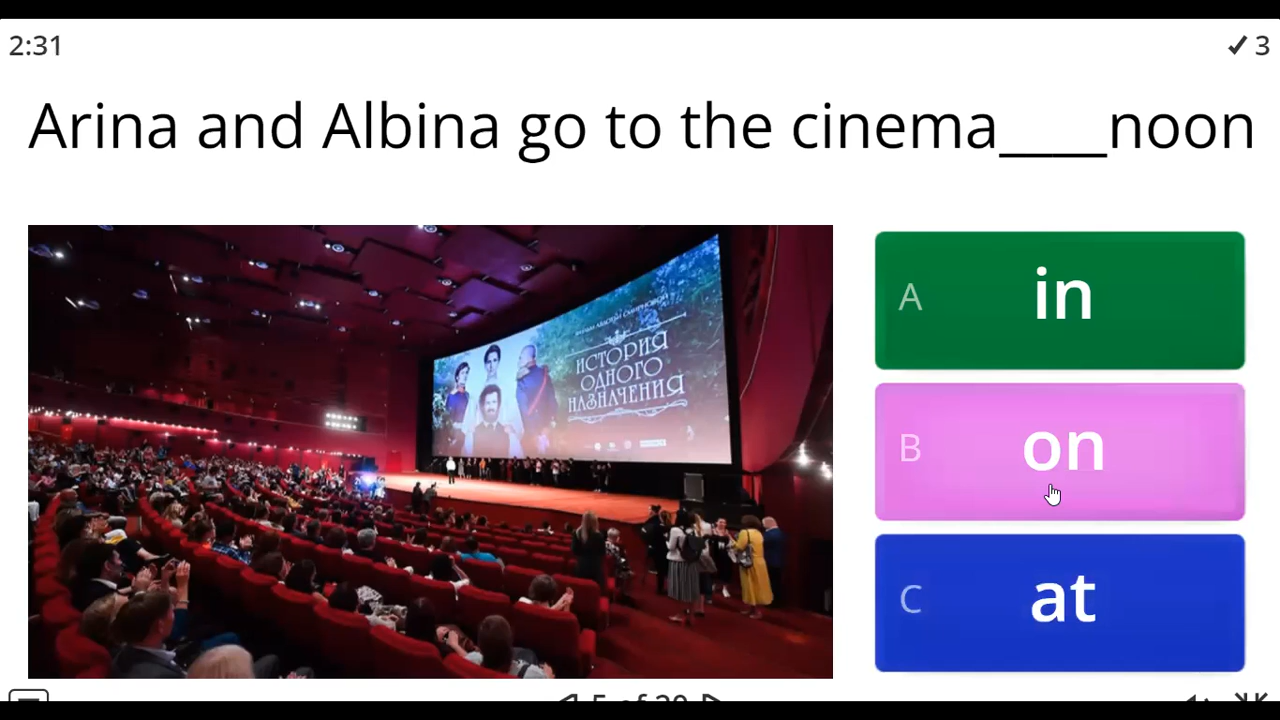 2:31
✓ 3
Arina and Albina go to the cinema____noon
A in
B on
C at
ИСТОРИЯ
ОДНОГО
НАЗНАЧЕНИЯ